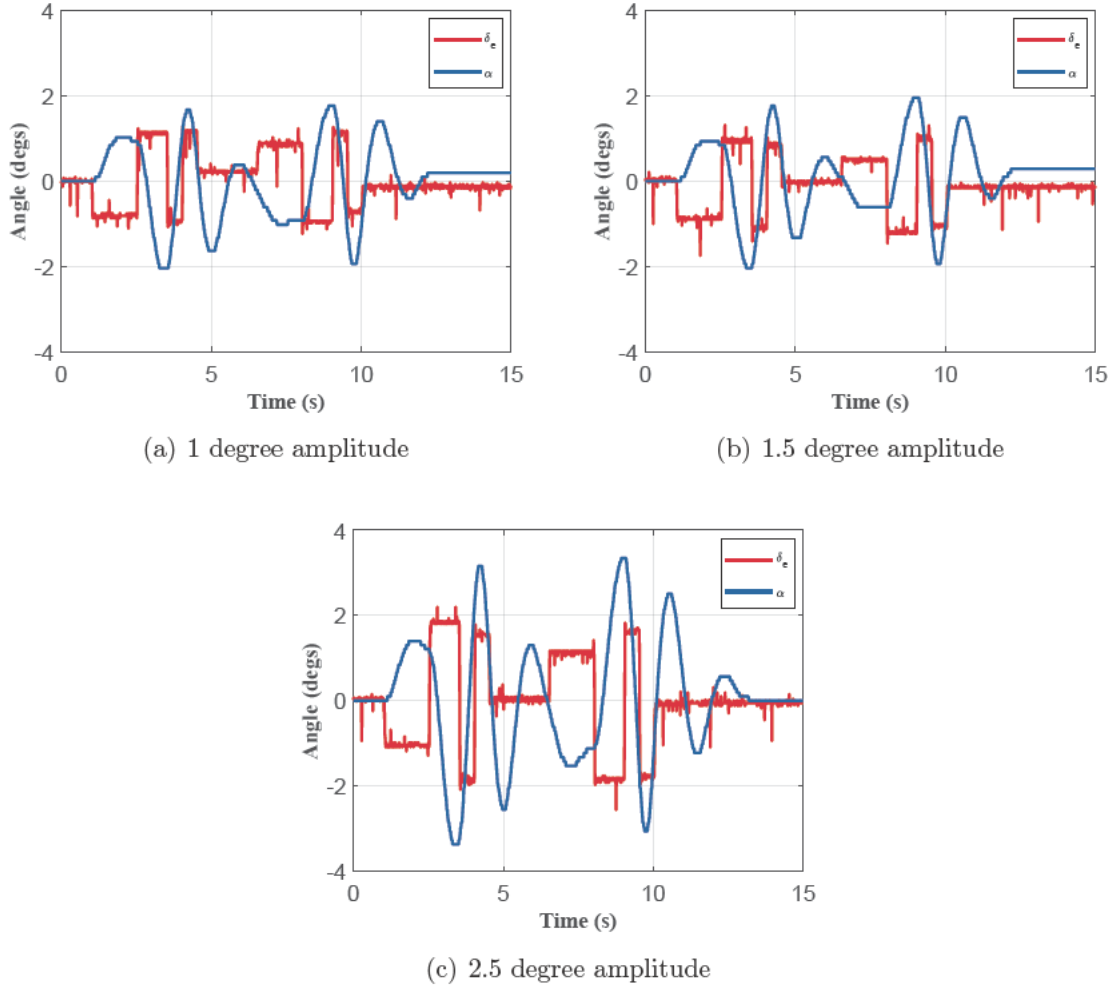 4
2
0
-2
-4
Angle (degs)
0
5
10
15
Time (s)
δe
α
(a) 1 degree amplitude
4
2
0
-2
-4
Angle (degs)
0
5
10
15
Time (s)
δe
α
(b) 1.5 degree amplitude
4
2
0
-2
-4
Angle (degs)
0
5
10
15
Time (s)
δe
α
(c) 2.5 degree amplitude